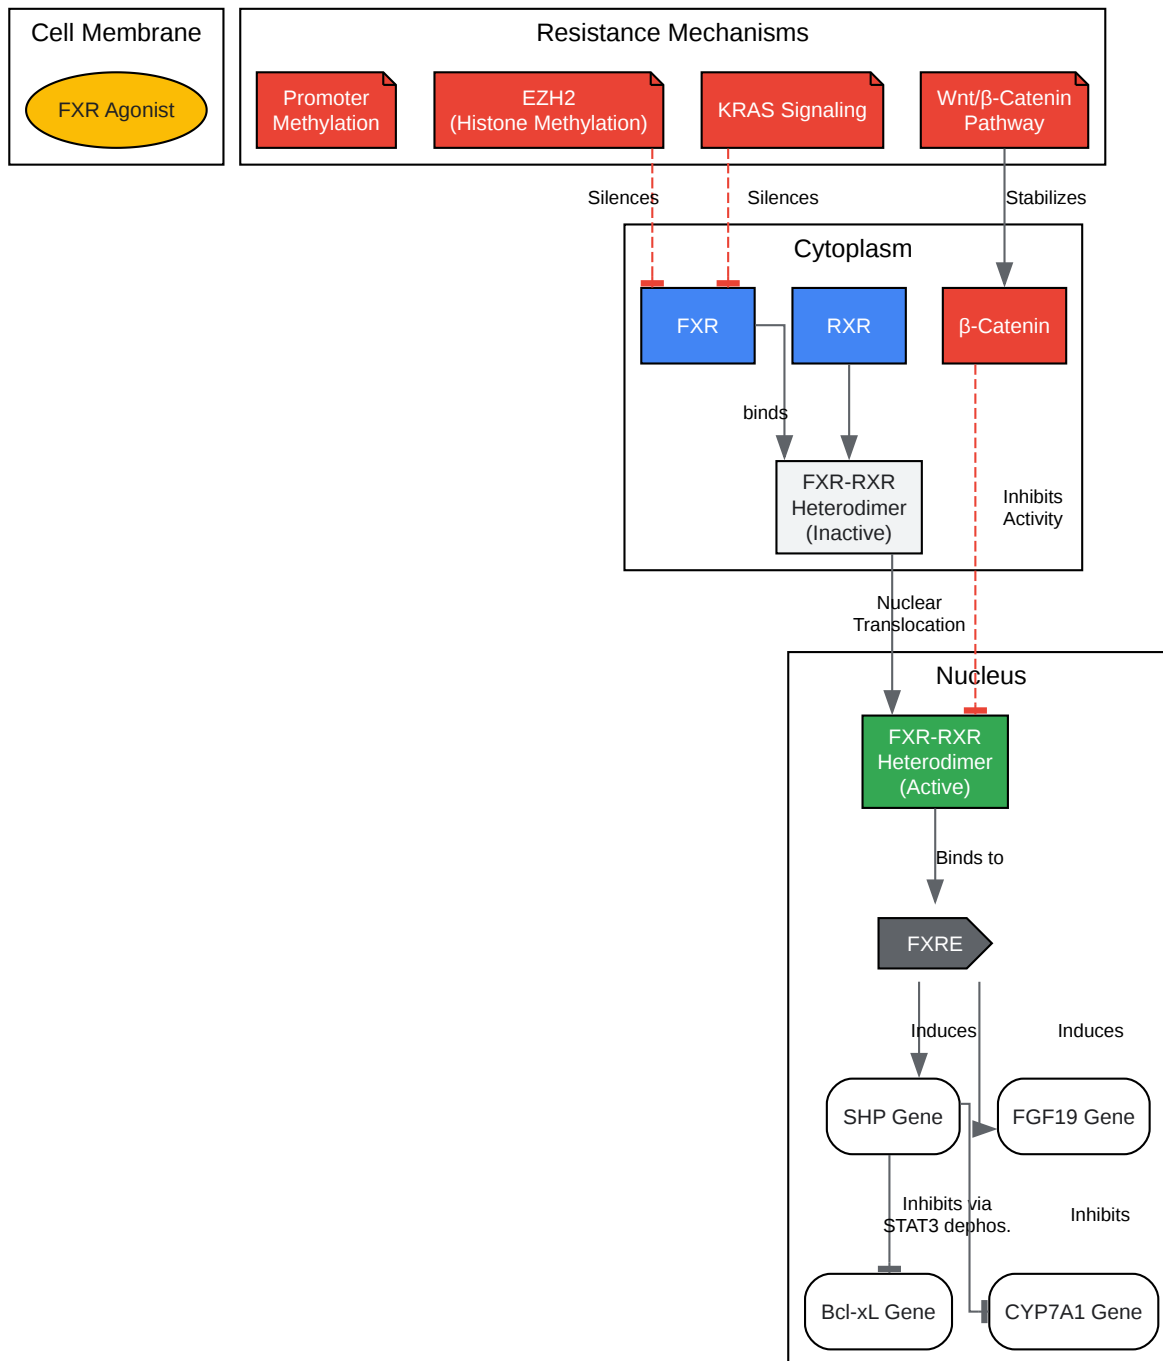 Cell Membrane
FXR Agonist
Resistance Mechanisms
Promoter
Methylation
EZH2
(Histone Methylation)
KRAS Signaling
Wnt/β-Catenin
Pathway
Silences
Silences
Stabilizes
Cytoplasm
FXR
RXR
β-Catenin
binds
FXR-RXR
Heterodimer
(Inactive)
Inhibits
Activity
Nuclear
Translocation
Nucleus
FXR-RXR
Heterodimer
(Active)
Binds to
FXRE
Induces
Induces
SHP Gene
FGF19 Gene
Inhibits via
STAT3 dephos.
Inhibits
Bcl-xL Gene
CYP7A1 Gene